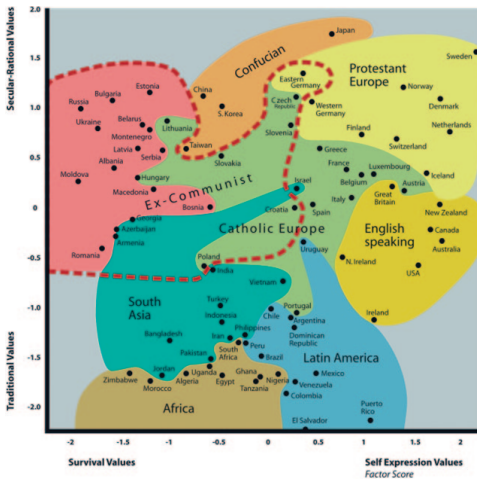 2.0
1.5
1.0
0.5
0
-0.5
-1.0
-1.5
-2.0
Secular-Rational Values
Traditional Values
Japan
Sweden
Confucian
Protestant
Europe
Eastern
Germany
Estonia
Bulgaria
Russia
China
S. Korea
Czech
Republic
Western
Germany
Norway
Denmark
Ukraine
Belarus
Montenegro
Lithuania
Slovenia
Finland
Netherlands
Switzerland
Latvia
Serbia
Taiwan
Slovakia
Greece
Albania
Moldova
Hungary
Macedonia
France
Belgium
Luxembourg
Austria
Iceland
Great
Britain
Israel
Ex-Communist
Bosnia
Croatia
Spain
Italy
New Zealand
Georgia
Azerbaijan
Armenia
Romania
Catholic Europe
Uruguay
English
speaking
Canada
Australia
Poland
India
N. Ireland
USA
Vietnam
South
Asia
Turkey
Indonesia
Chile
Portugal
Argentina
Dominican
Republic
Ireland
Bangladesh
Iran
Philippines
Peru
South
Africa
Pakistan
Brazil
Latin America
Zimbabwe
Jordan
Morocco
Algeria
Uganda
Egypt
Ghana
Tanzania
Nigeria
Mexico
Venezuela
Colombia
Africa
Puerto
Rico
El Salvador
-2
-1.5
-1
-0.5
0
0.5
1
1.5
2
Survival Values
Self Expression Values
Factor Score